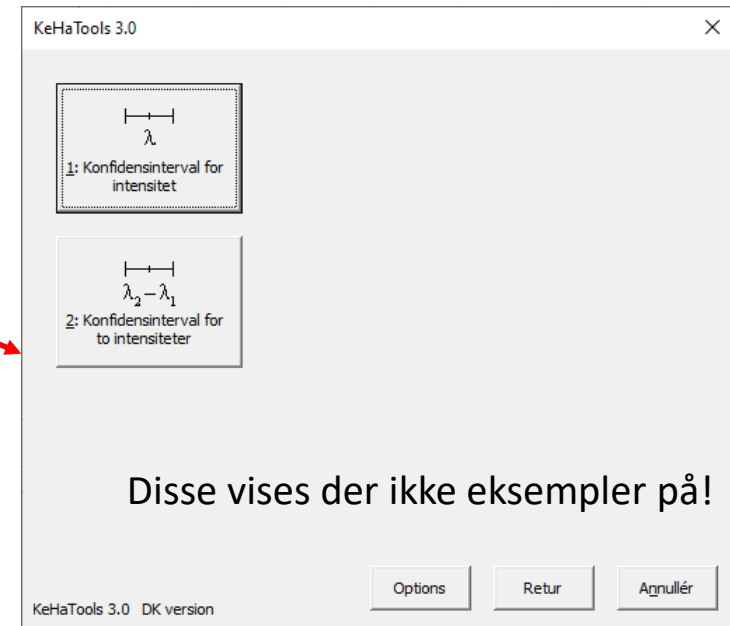 KeHaTools 3.0
λ
1: Konfidensinterval for
intensitet
λ₂−λ₁
2: Konfidensinterval for
to intensiteter
Disse vises der ikke eksempler på!
Options
Retur
Annullér
KeHaTools 3.0 DK version